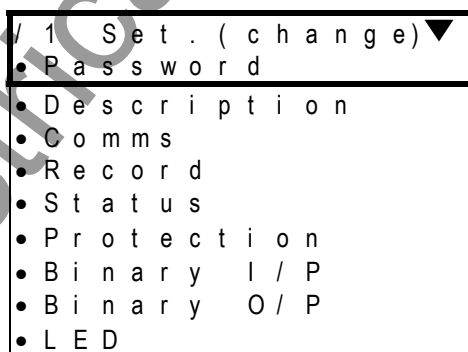 / 1 Set.(change)▼
•Password
•Description
•Comms
•Record
•Status
•Protection
•Binary I/P
•Binary O/P
•LED